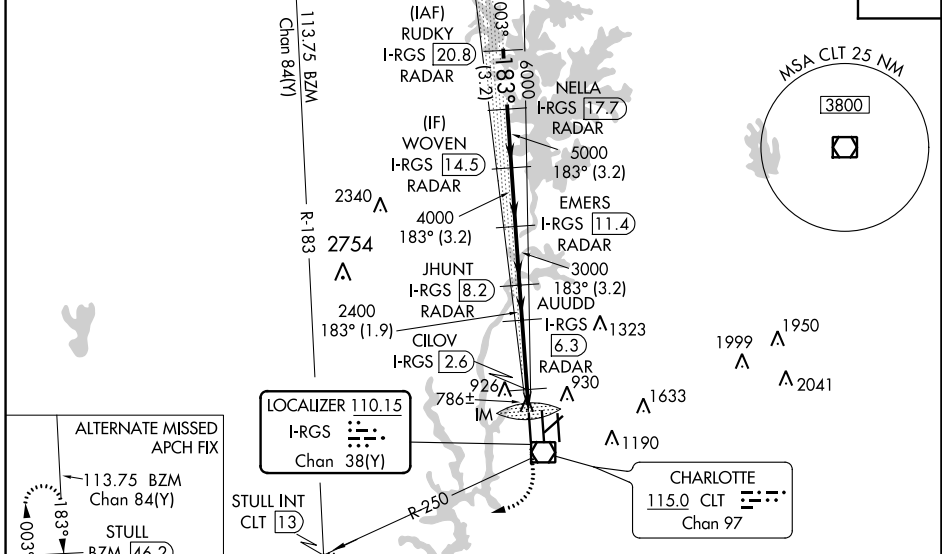 (IAF)
RUDKY
I-RGS 20.8
RADAR
(3.2)
003°
183°
6000
NELLA
I-RGS 17.7
RADAR
5000
183° (3.2)
(IF)
WOVEN
I-RGS 14.5
RADAR
4000
183° (3.2)
EMERS
I-RGS 11.4
RADAR
3000
183° (3.2)
JHUNT
I-RGS 8.2
RADAR
2400
183° (1.9)
AUUDD
I-RGS
6.3
RADAR
CILOV
I-RGS 2.6
113.75 BZM
Chan 84(Y)
R-183
2340
2754
1323
926
786±
IM
930
1633
1190
1999
1950
2041
MSA CLT 25 NM
3800
LOCALIZER 110.15
I-RGS
Chan 38(Y)
CHARLOTTE
115.0 CLT
Chan 97
R-250
STULL INT
CLT 13
ALTERNATE MISSED
APCH FIX
113.75 BZM
Chan 84(Y)
183°
003°
STULL
BZM 46.2